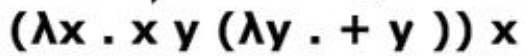 (λx . x y (λy . + y )) x